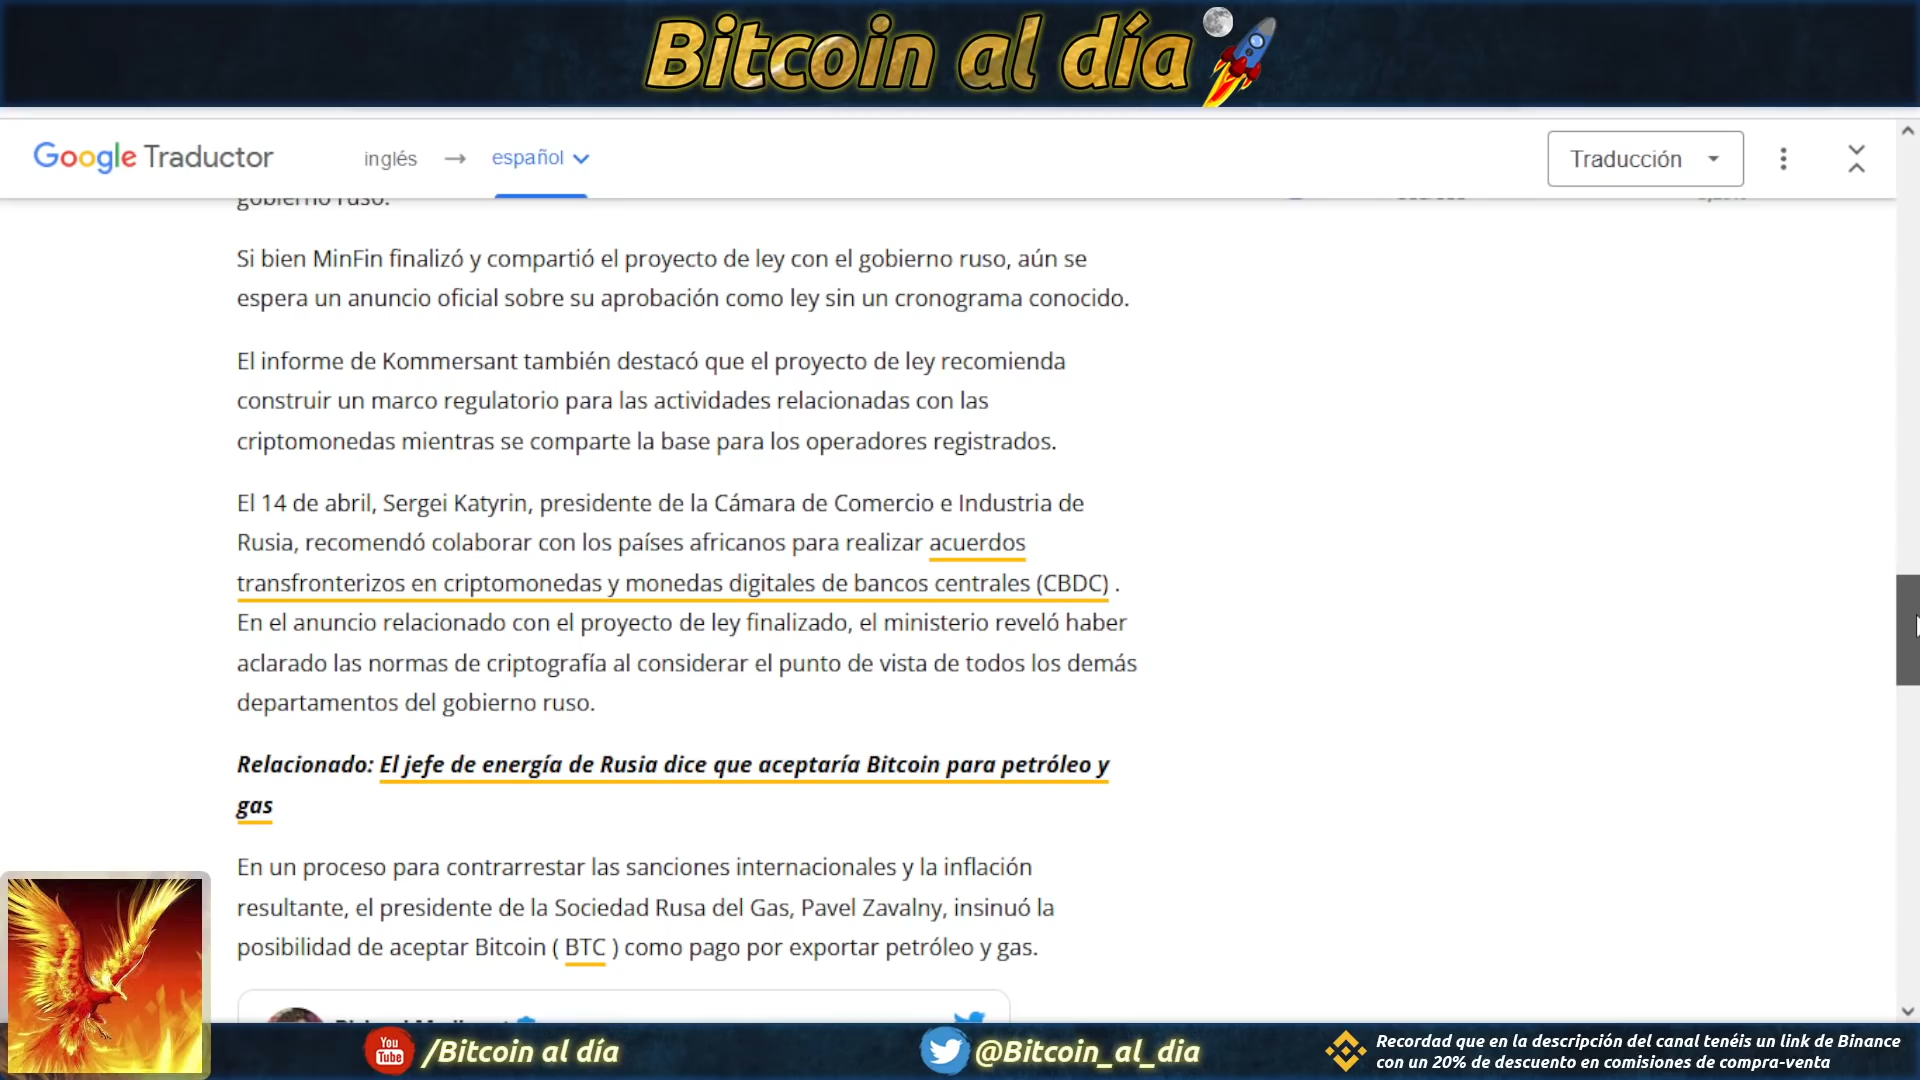 Bitcoin al día
Google Traductor
inglés → español
Traducción
gobierno ruso.
Si bien MinFin finalizó y compartió el proyecto de ley con el gobierno ruso, aún se
espera un anuncio oficial sobre su aprobación como ley sin un cronograma conocido.
El informe de Kommersant también destacó que el proyecto de ley recomienda
construir un marco regulatorio para las actividades relacionadas con las
criptomonedas mientras se comparte la base para los operadores registrados.
El 14 de abril, Sergei Katyrin, presidente de la Cámara de Comercio e Industria de
Rusia, recomendó colaborar con los países africanos para realizar acuerdos
transfronterizos en criptomonedas y monedas digitales de bancos centrales (CBDC) .
En el anuncio relacionado con el proyecto de ley finalizado, el ministerio reveló haber
aclarado las normas de criptografía al considerar el punto de vista de todos los demás
departamentos del gobierno ruso.
Relacionado: El jefe de energía de Rusia dice que aceptaría Bitcoin para petróleo y
gas
En un proceso para contrarrestar las sanciones internacionales y la inflación
resultante, el presidente de la Sociedad Rusa del Gas, Pavel Zavalny, insinuó la
posibilidad de aceptar Bitcoin ( BTC ) como pago por exportar petróleo y gas.
You Tube
/Bitcoin al día
@Bitcoin_al_dia
Recordad que en la descripción del canal tenéis un link de Binance
con un 20% de descuento en comisiones de compra-venta